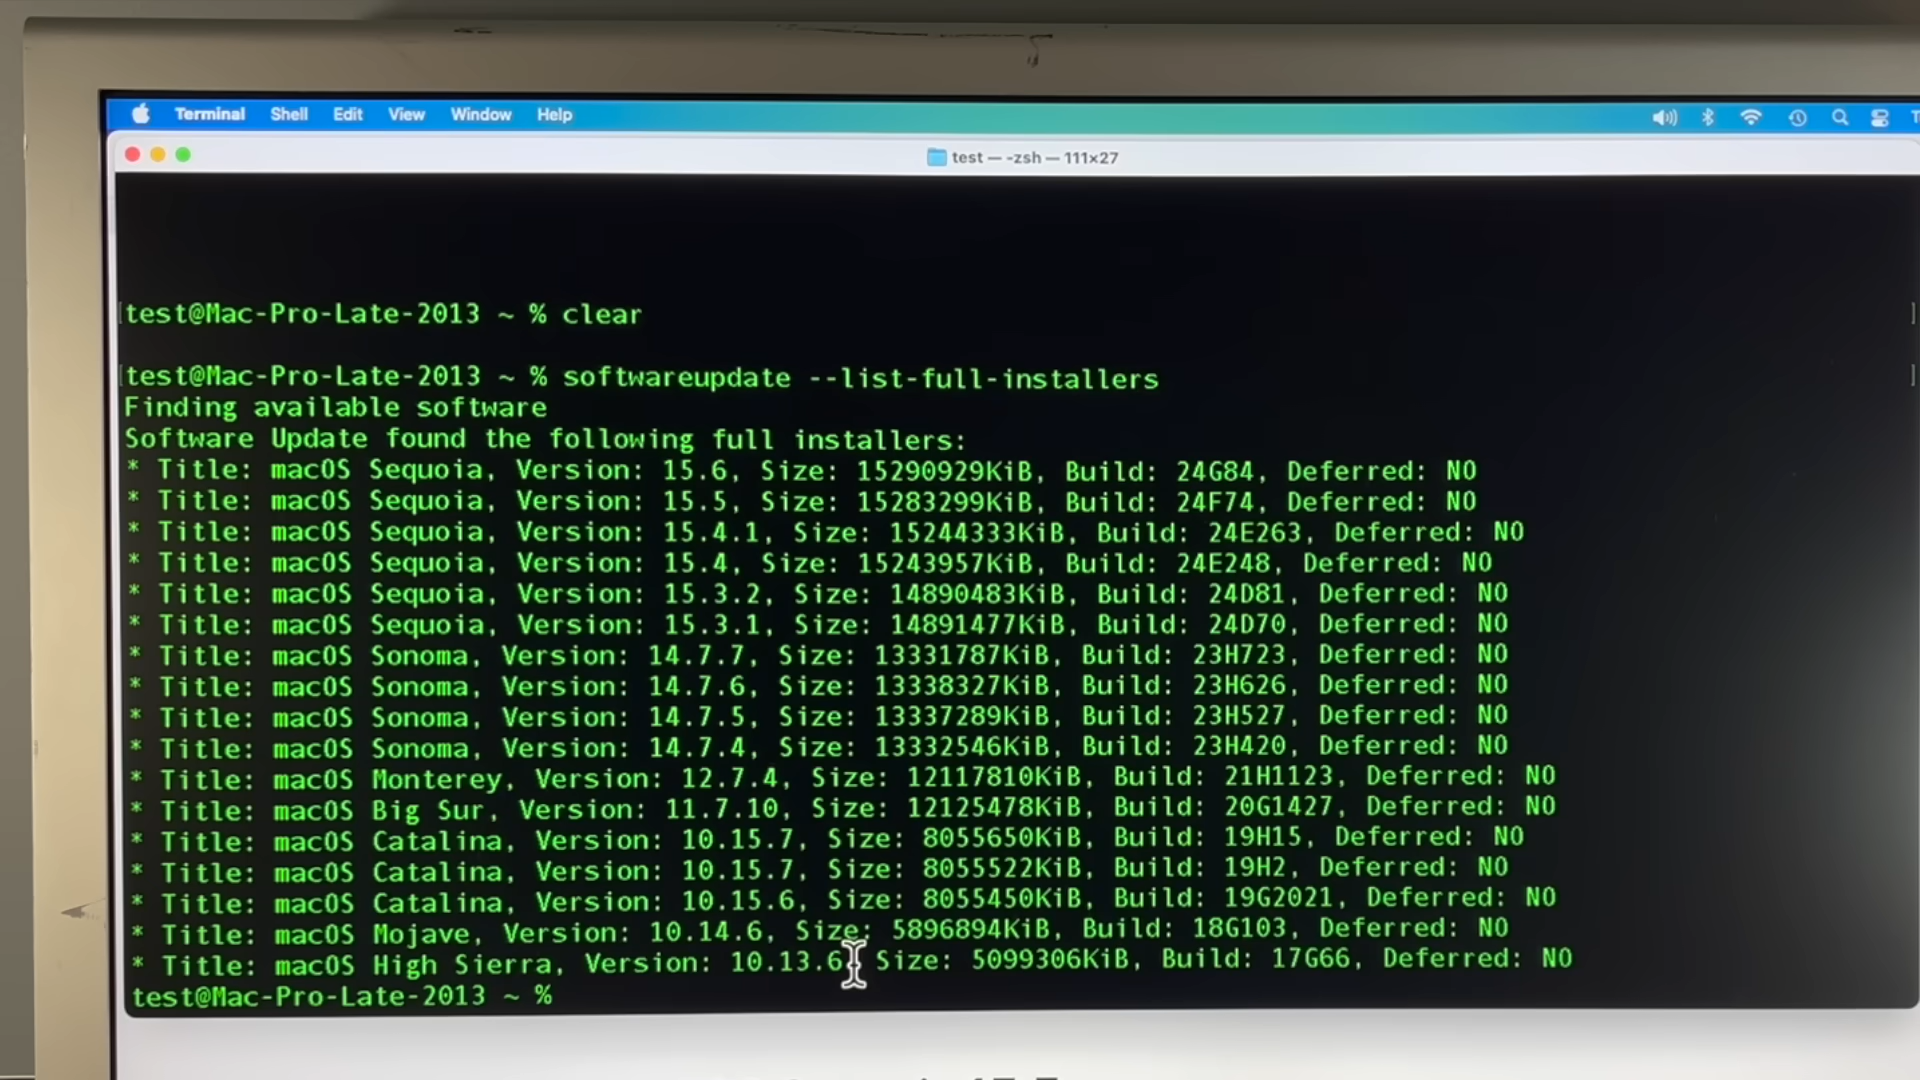 Terminal Shell Edit View Window Help
test — -zsh — 111×27
test@Mac-Pro-Late-2013 ~ % clear
test@Mac-Pro-Late-2013 ~ % softwareupdate --list-full-installers
Finding available software
Software Update found the following full installers:
* Title: macOS Sequoia, Version: 15.6, Size: 15290929KiB, Build: 24G84, Deferred: NO
* Title: macOS Sequoia, Version: 15.5, Size: 15283299KiB, Build: 24F74, Deferred: NO
* Title: macOS Sequoia, Version: 15.4.1, Size: 15244333KiB, Build: 24E263, Deferred: NO
* Title: macOS Sequoia, Version: 15.4, Size: 15243957KiB, Build: 24E248, Deferred: NO
* Title: macOS Sequoia, Version: 15.3.2, Size: 14890483KiB, Build: 24D81, Deferred: NO
* Title: macOS Sequoia, Version: 15.3.1, Size: 14891477KiB, Build: 24D70, Deferred: NO
* Title: macOS Sonoma, Version: 14.7.7, Size: 13331787KiB, Build: 23H723, Deferred: NO
* Title: macOS Sonoma, Version: 14.7.6, Size: 13338327KiB, Build: 23H626, Deferred: NO
* Title: macOS Sonoma, Version: 14.7.5, Size: 13337289KiB, Build: 23H527, Deferred: NO
* Title: macOS Sonoma, Version: 14.7.4, Size: 13332546KiB, Build: 23H420, Deferred: NO
* Title: macOS Monterey, Version: 12.7.4, Size: 12117810KiB, Build: 21H1123, Deferred: NO
* Title: macOS Big Sur, Version: 11.7.10, Size: 12125478KiB, Build: 20G1427, Deferred: NO
* Title: macOS Catalina, Version: 10.15.7, Size: 8055650KiB, Build: 19H15, Deferred: NO
* Title: macOS Catalina, Version: 10.15.7, Size: 8055522KiB, Build: 19H2, Deferred: NO
* Title: macOS Catalina, Version: 10.15.6, Size: 8055450KiB, Build: 19G2021, Deferred: NO
* Title: macOS Mojave, Version: 10.14.6, Size: 5896894KiB, Build: 18G103, Deferred: NO
* Title: macOS High Sierra, Version: 10.13.6, Size: 5099306KiB, Build: 17G66, Deferred: NO
test@Mac-Pro-Late-2013 ~ %